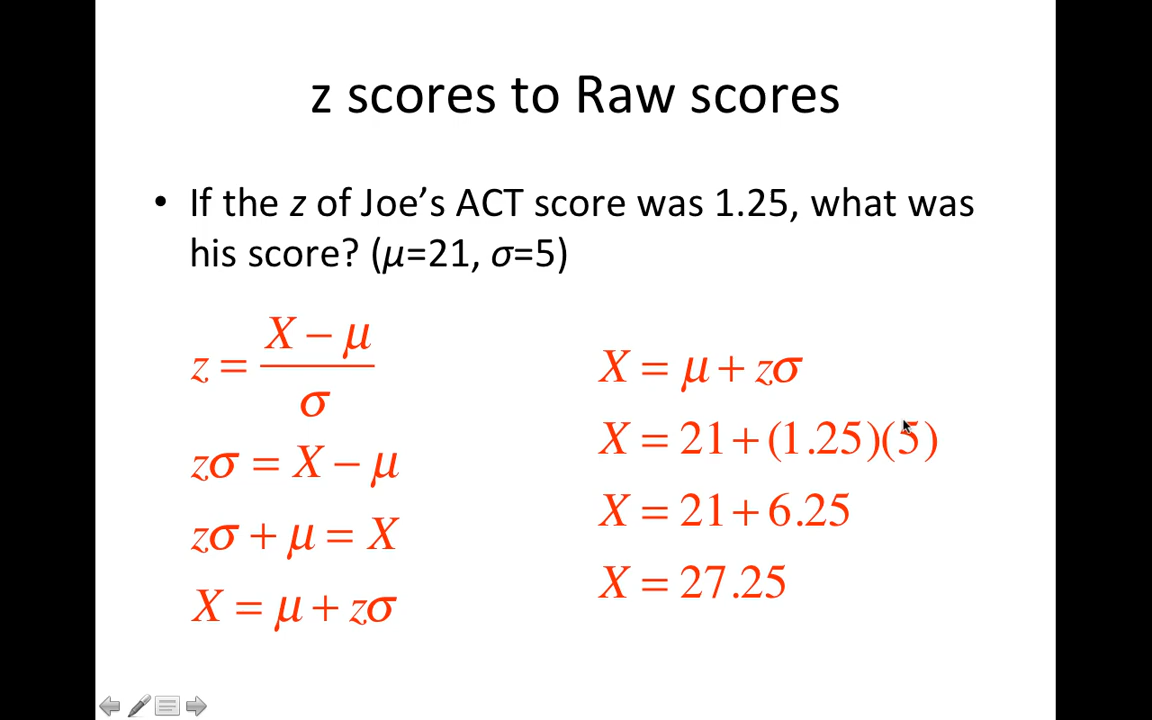 z scores to Raw scores
• If the z of Joe’s ACT score was 1.25, what was
his score? (μ=21, σ=5)
z = (X − μ) / σ
zσ = X − μ
zσ + μ = X
X = μ + zσ
X = μ + zσ
X = 21 + (1.25)(5)
X = 21 + 6.25
X = 27.25